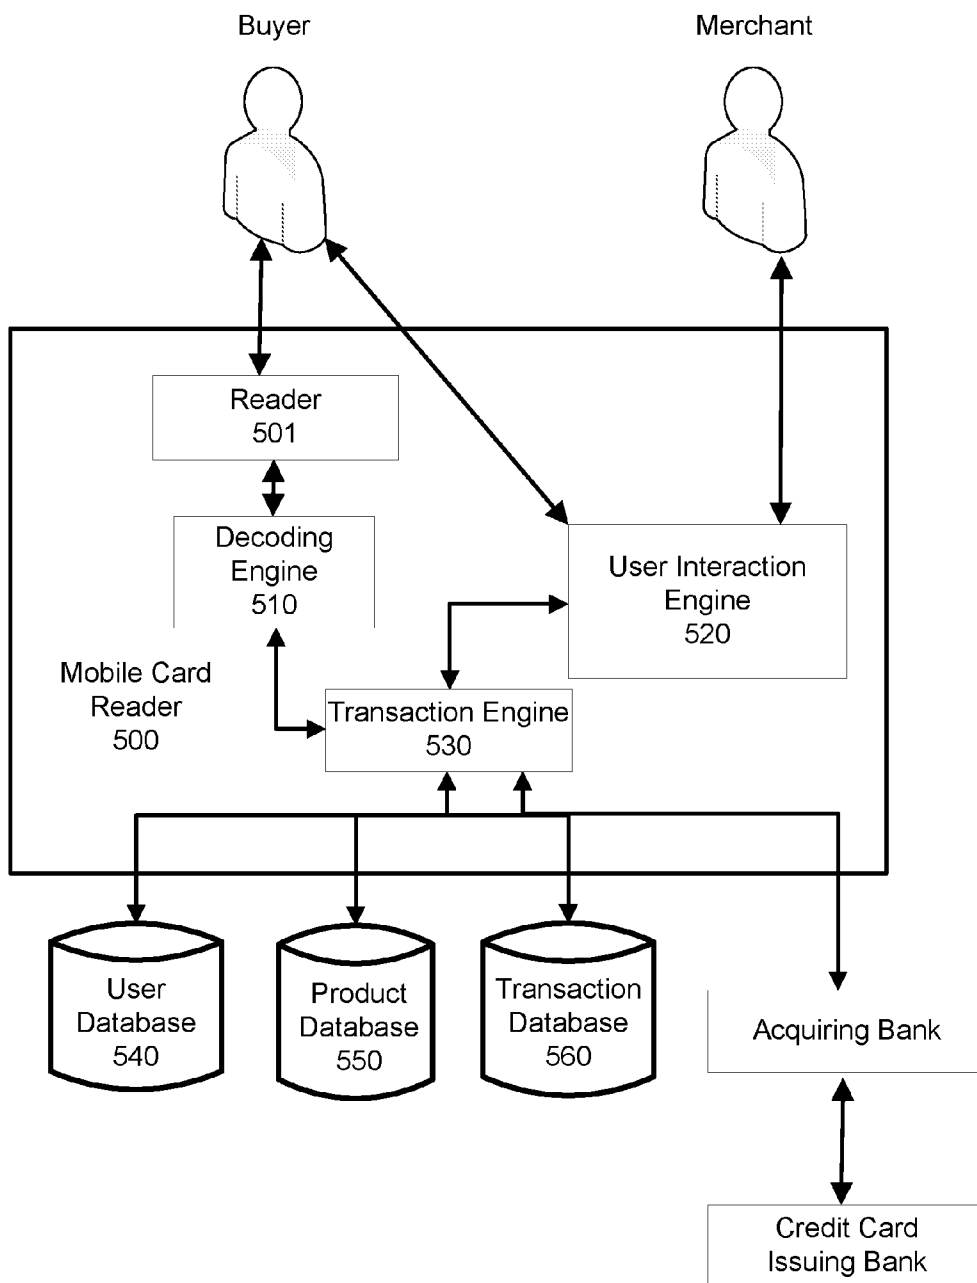 Buyer
Merchant
Reader
501
Decoding
Engine
510
User Interaction
Engine
520
Mobile Card
Reader
500
Transaction Engine
530
User
Database
540
Product
Database
550
Transaction
Database
560
Acquiring Bank
Credit Card
Issuing Bank